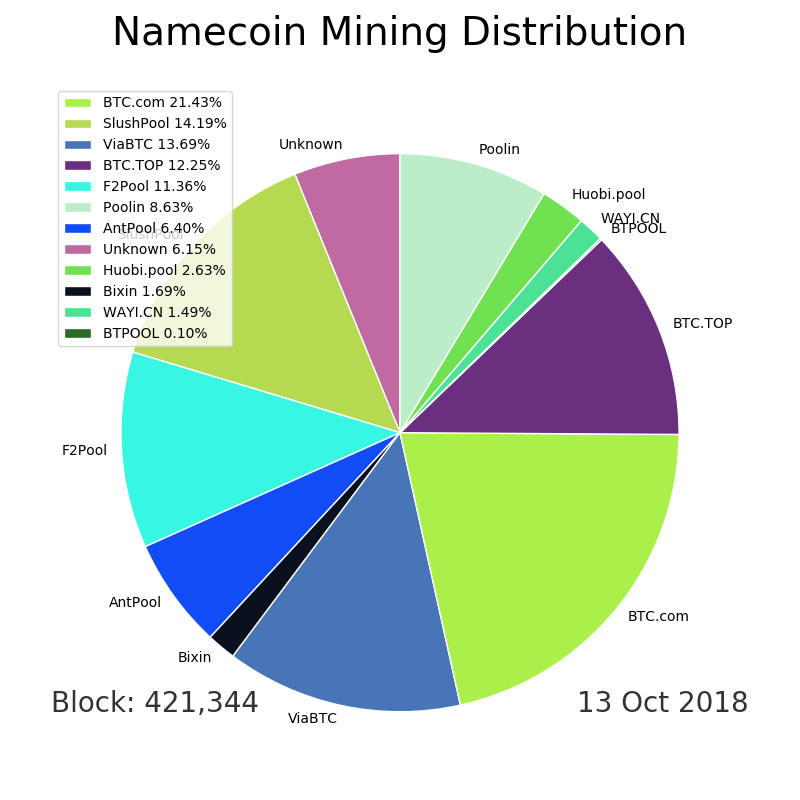 Namecoin Mining Distribution
BTC.com 21.43%
SlushPool 14.19%
ViaBTC 13.69%
BTC.TOP 12.25%
F2Pool 11.36%
Poolin 8.63%
AntPool 6.40%
Unknown 6.15%
Huobi.pool 2.63%
Bixin 1.69%
WAYI.CN 1.49%
BTPOOL 0.10%
Unknown
Poolin
Huobi.pool
WAYI.CN
BTPOOL
SlushPool
BTC.TOP
F2Pool
AntPool
BTC.com
Bixin
ViaBTC
Block: 421,344
13 Oct 2018